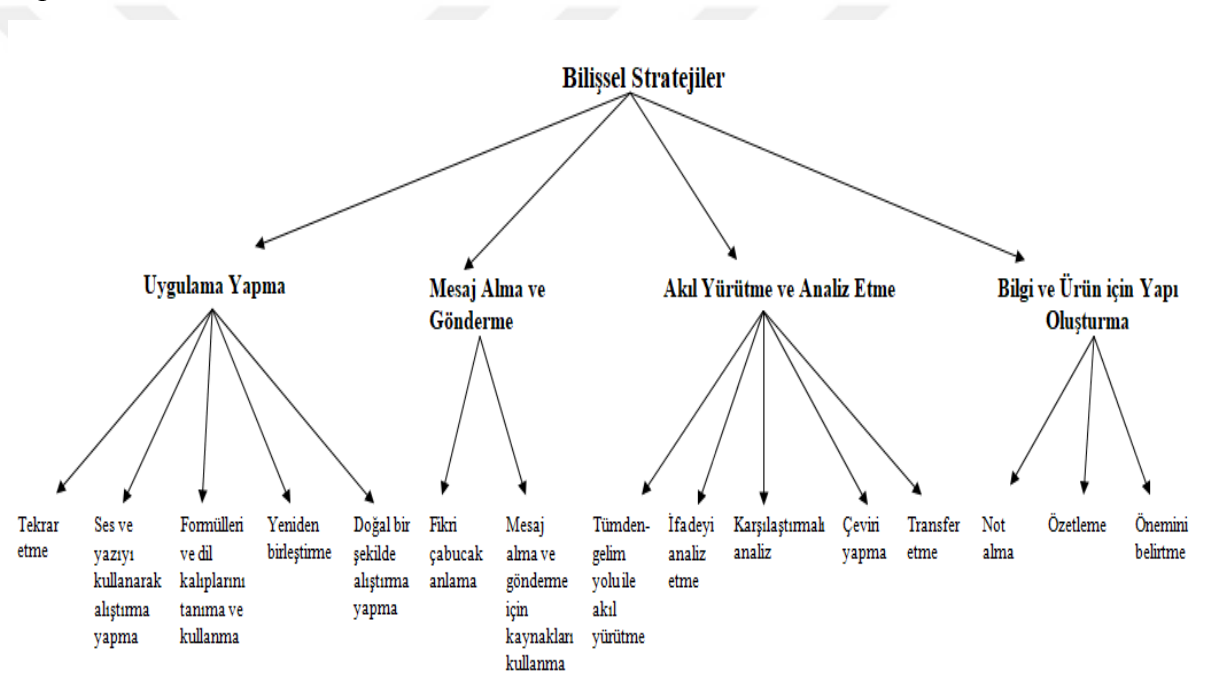 Bilişsel Stratejiler
Uygulama Yapma
Mesaj Alma ve
Gönderme
Akıl Yürütme ve Analiz Etme
Bilgi ve Ürün için Yapı
Oluşturma
Tekrar
etme
Ses ve
yazıyı
kullanarak
alıştırma
yapma
Formülleri
ve dil
kalıplarını
tanıma ve
kullanma
Yeniden
birleştirme
Doğal bir
şekilde
alıştırma
yapma
Fikri
çabucak
anlama
Mesaj
alma ve
gönderme
için
kaynakları
kullanma
Tümden-
gelim
yolu ile
akıl
yürütme
İfadeyi
analiz
etme
Karşılaştırmalı
analiz
Çeviri
yapma
Transfer
etme
Not
alma
Özetleme
Önemini
belirtme